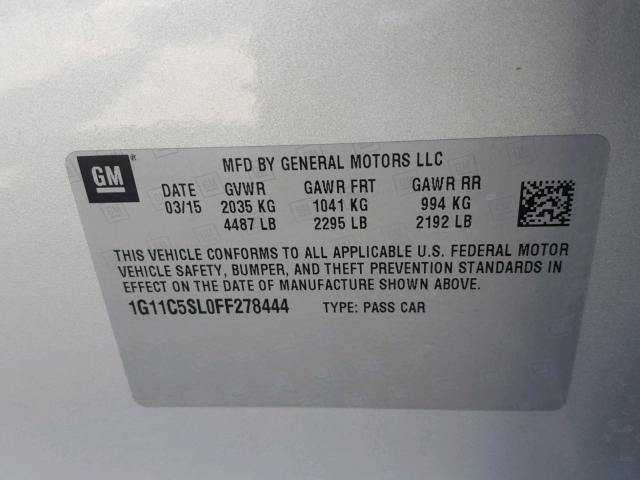 GM ®
MFD BY GENERAL MOTORS LLC
DATE GVWR GAWR FRT GAWR RR
03/15 2035 KG 1041 KG 994 KG
4487 LB 2295 LB 2192 LB
THIS VEHICLE CONFORMS TO ALL APPLICABLE U.S. FEDERAL MOTOR
VEHICLE SAFETY, BUMPER, AND THEFT PREVENTION STANDARDS IN
EFFECT ON THE DATE OF MANUFACTURE SHOWN ABOVE.
1G11C5SL0FF278444 TYPE: PASS CAR